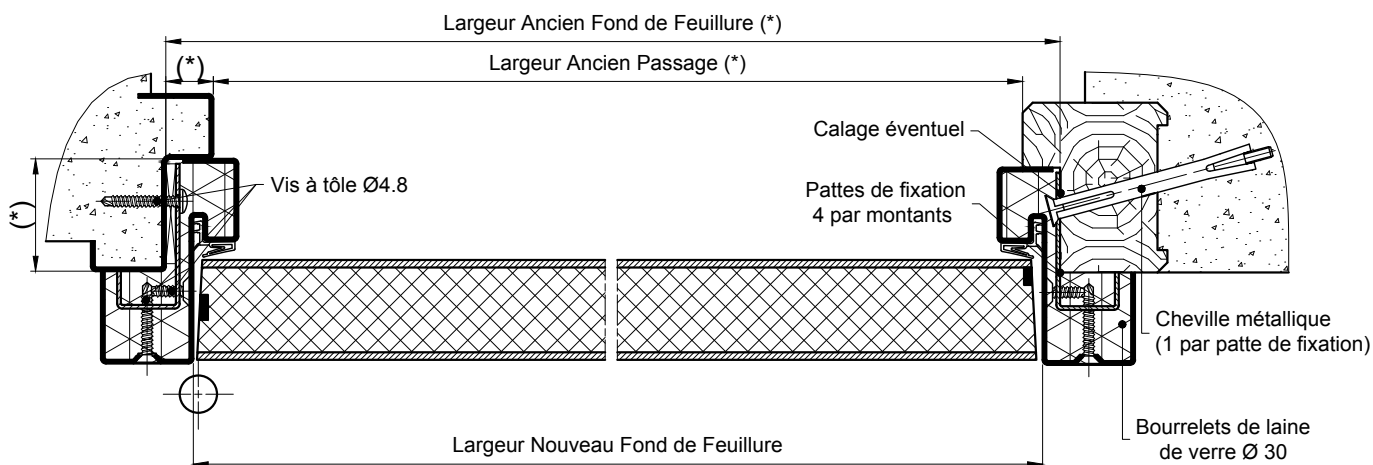 Largeur Ancien Fond de Feuillure (*)
(*)
Largeur Ancien Passage (*)
Calage éventuel
Vis à tôle Ø4.8
Pattes de fixation
4 par montants
(*)
Cheville métallique
(1 par patte de fixation)
Bourrelets de laine
de verre Ø 30
Largeur Nouveau Fond de Feuillure